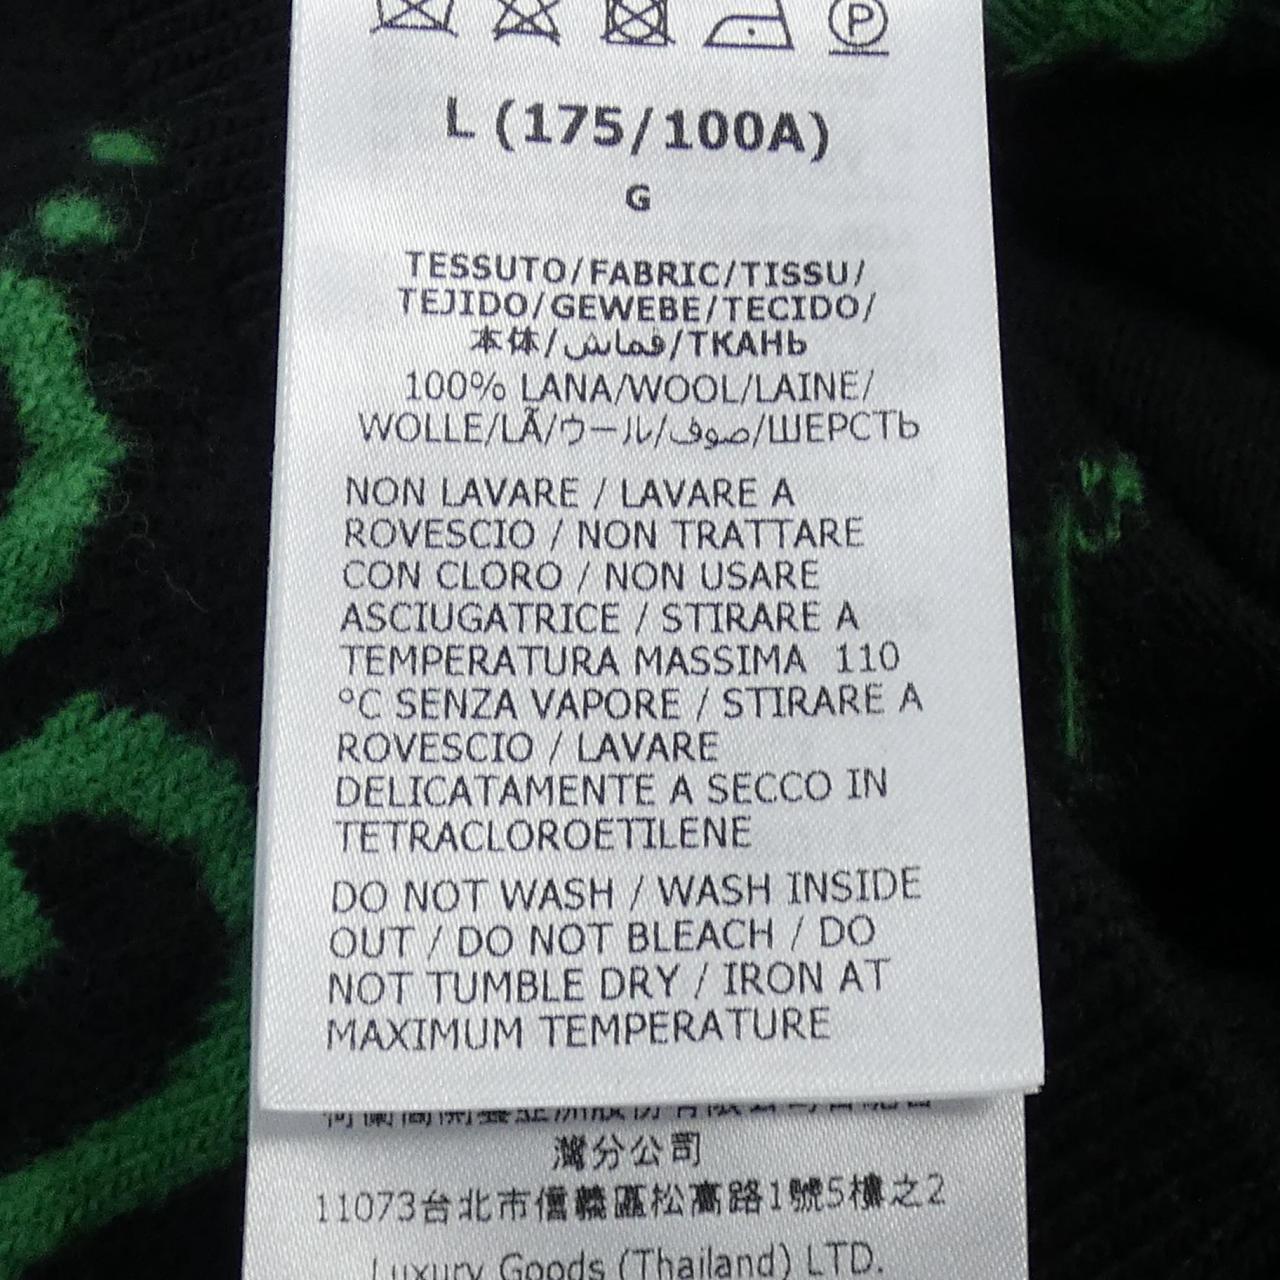 P
L (175/100A)
G
TESSUTO/FABRIC/TISSU/
TEJIDO/GEWEBE/TECIDO/
本体/قماش/ТКАНЬ
100% LANA/WOOL/LAINE/
WOLLE/LÃ/ウール/صوف/ШЕРСТЬ
NON LAVARE / LAVARE A
ROVESCIO / NON TRATTARE
CON CLORO / NON USARE
ASCIUGATRICE / STIRARE A
TEMPERATURA MASSIMA 110
°C SENZA VAPORE / STIRARE A
ROVESCIO / LAVARE
DELICATAMENTE A SECCO IN
TETRACLOROETILENE
DO NOT WASH / WASH INSIDE
OUT / DO NOT BLEACH / DO
NOT TUMBLE DRY / IRON AT
MAXIMUM TEMPERATURE
灣分公司
11073台北市信義區松高路1號5樓之2
Luxury Goods (Thailand) LTD.